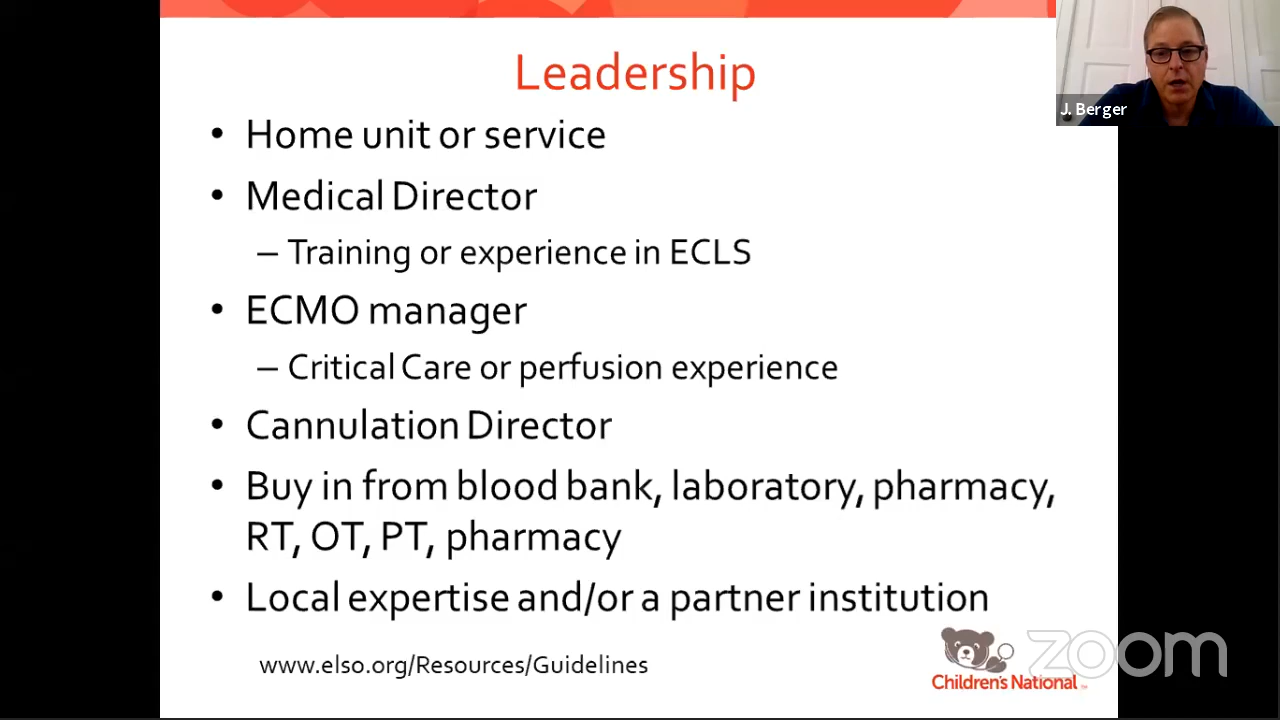 Leadership
J. Berger
• Home unit or service
• Medical Director
– Training or experience in ECLS
• ECMO manager
– Critical Care or perfusion experience
• Cannulation Director
• Buy in from blood bank, laboratory, pharmacy,
RT, OT, PT, pharmacy
• Local expertise and/or a partner institution
www.elso.org/Resources/Guidelines
Children's National ™
zoom